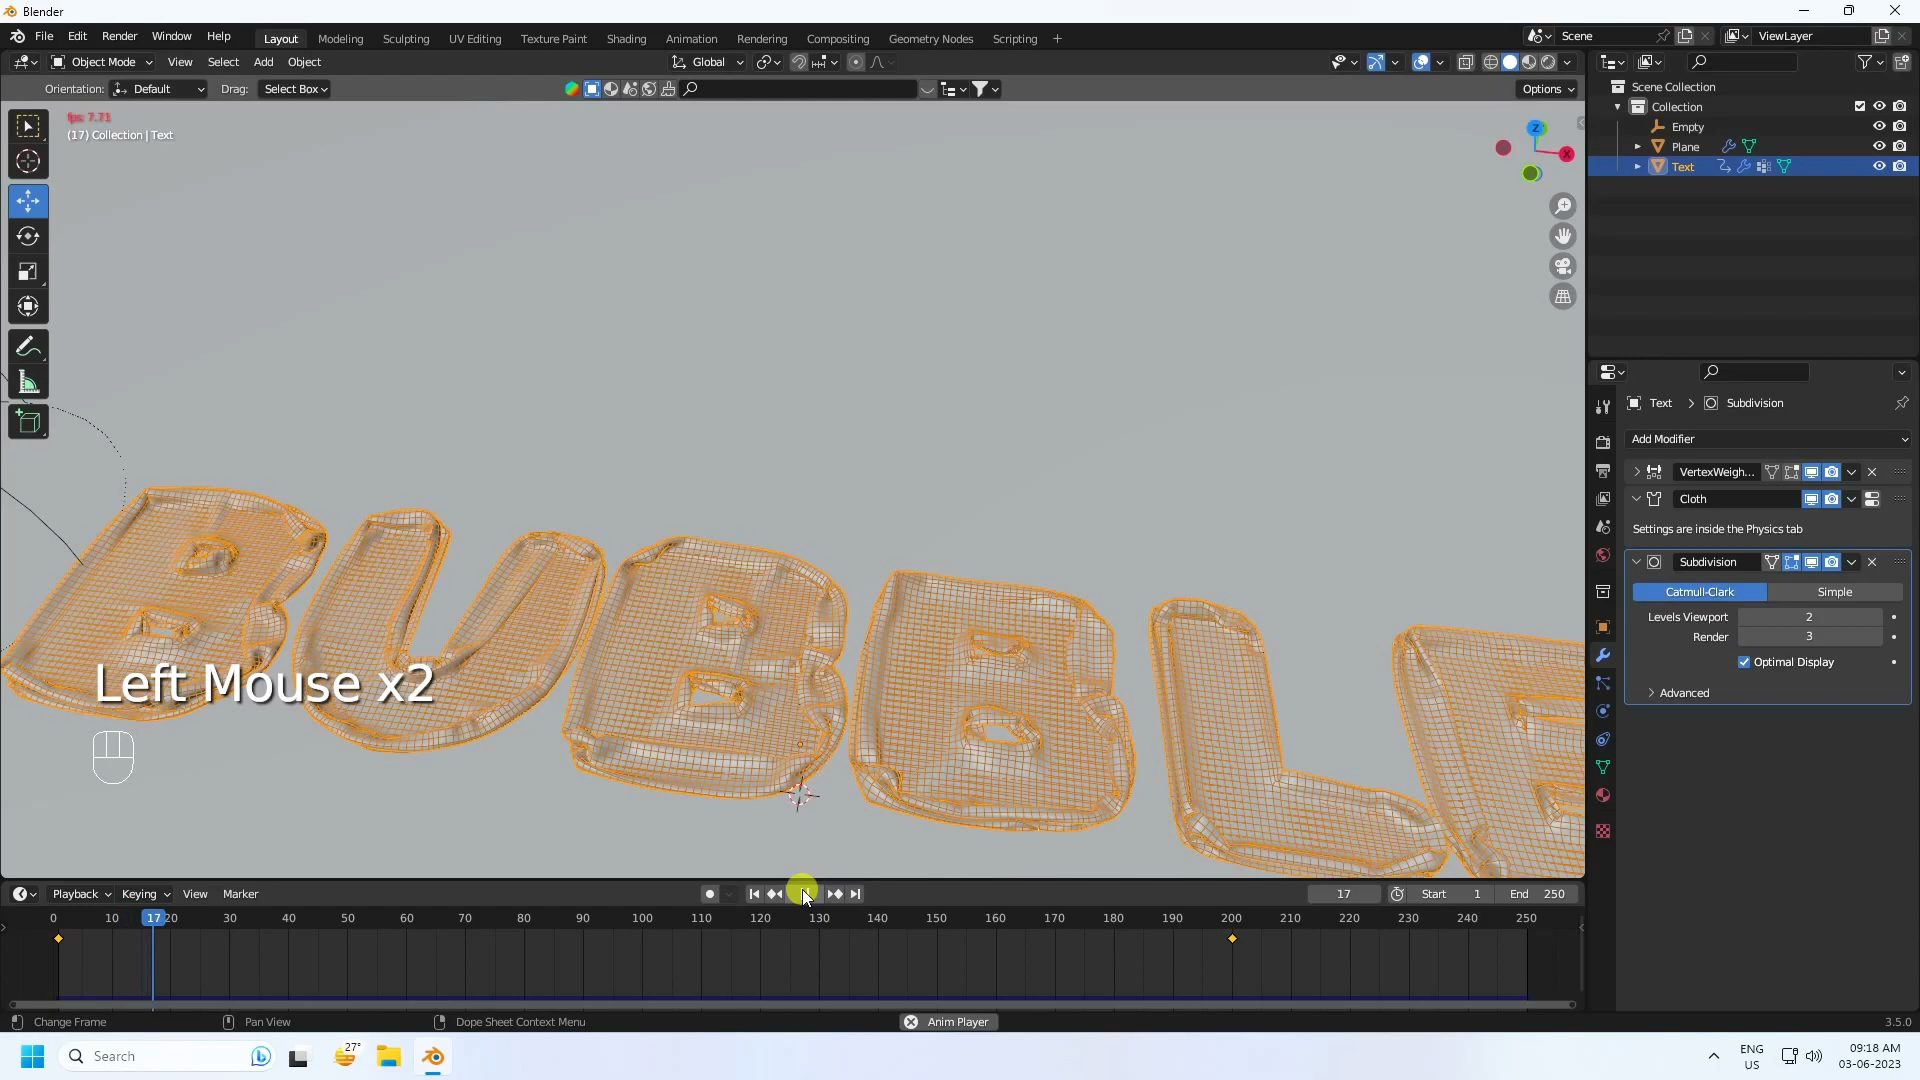 Blender
File Edit Render Window Help Layout Modeling Sculpting UV Editing Texture Paint Shading Animation Rendering Compositing Geometry Nodes Scripting + Scene ViewLayer
Object Mode View Select Add Object Global
Orientation: Default Drag: Select Box Options
fps: 7.71
(17) Collection | Text
Z
X
Scene Collection
Collection
Empty
Plane
Text
Text > Subdivision
Add Modifier
VertexWeigh...
Cloth
Settings are inside the Physics tab
Subdivision
Catmull-Clark Simple
Levels Viewport 2
Render 3
Optimal Display
Advanced
BUBBLE
Left Mouse x2
Playback Keying View Marker 17 Start 1 End 250
0 10 17 20 30 40 50 60 70 80 90 100 110 120 130 140 150 160 170 180 190 200 210 220 230 240 250
Change Frame Pan View Dope Sheet Context Menu Anim Player 3.5.0
Search 27° ENG US 09:18 AM 03-06-2023